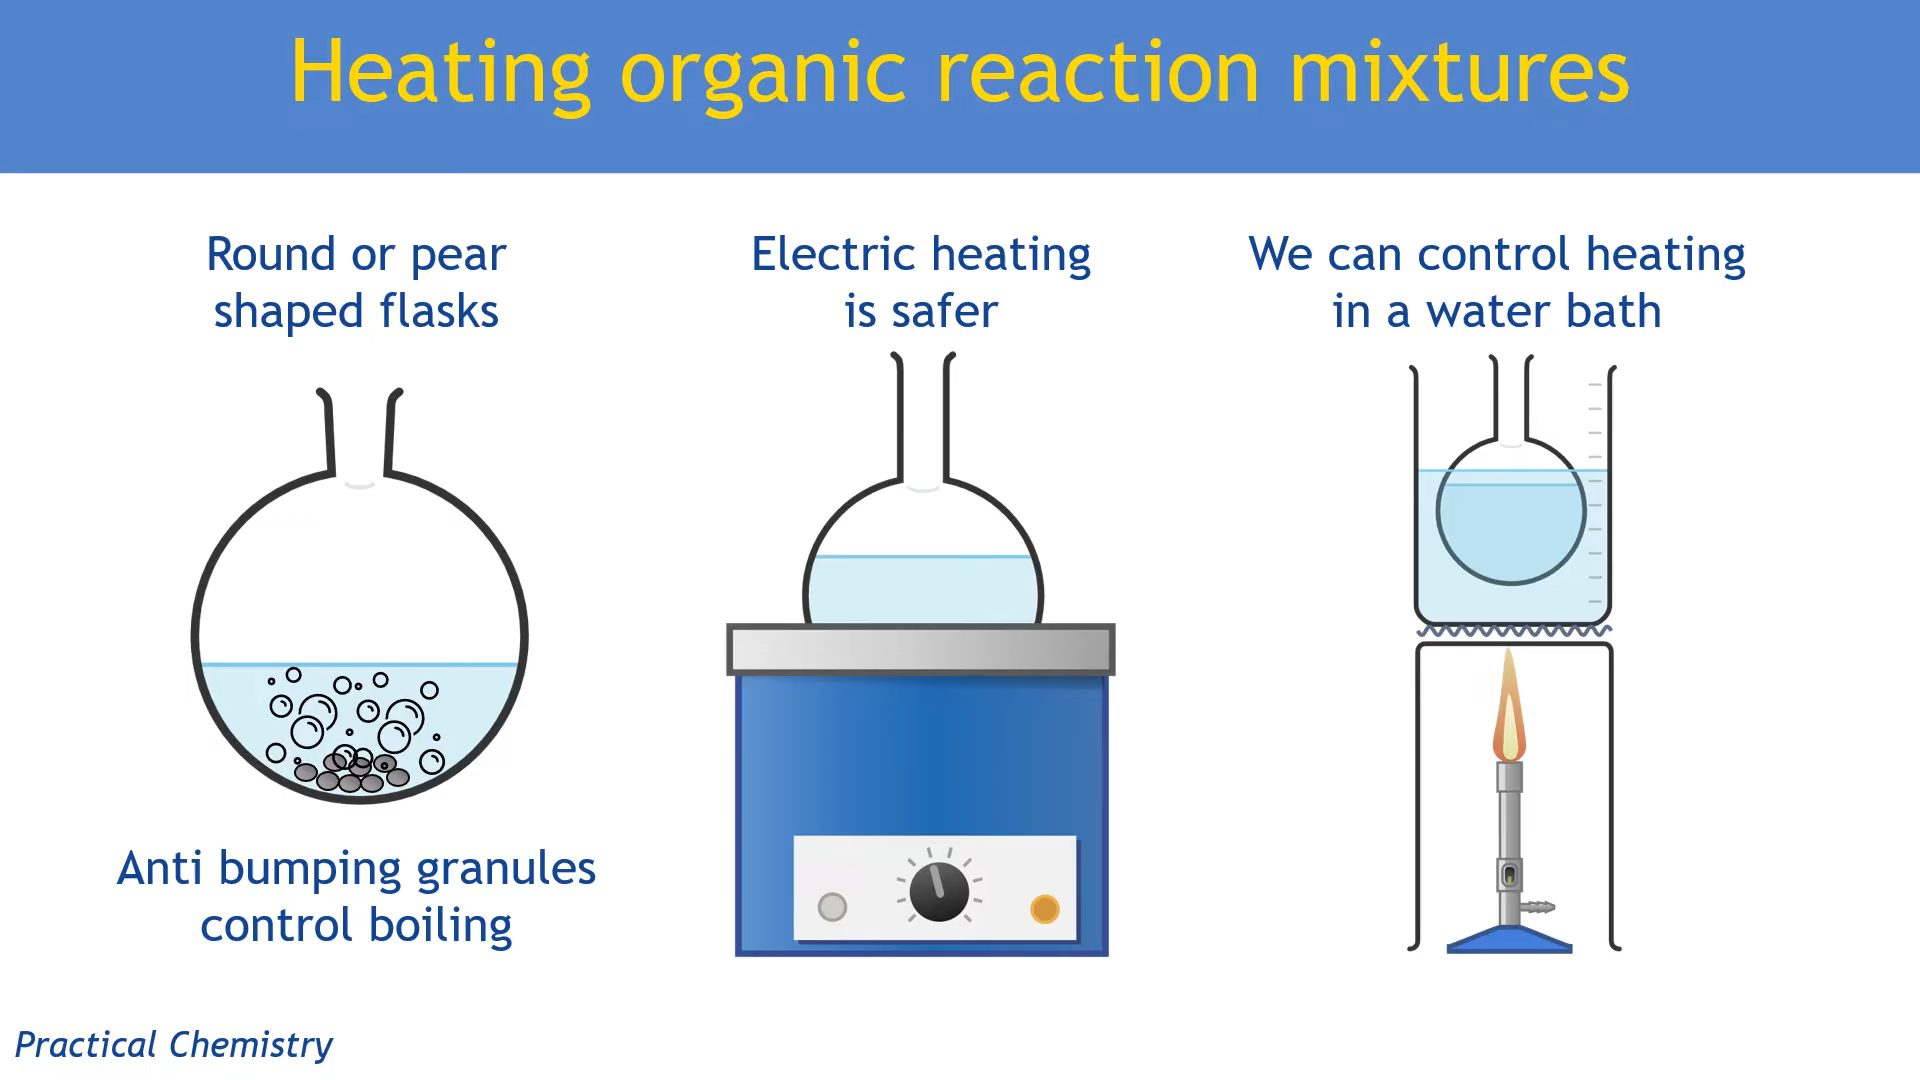 Heating organic reaction mixtures
Round or pear
shaped flasks
Anti bumping granules
control boiling
Electric heating
is safer
We can control heating
in a water bath
Practical Chemistry